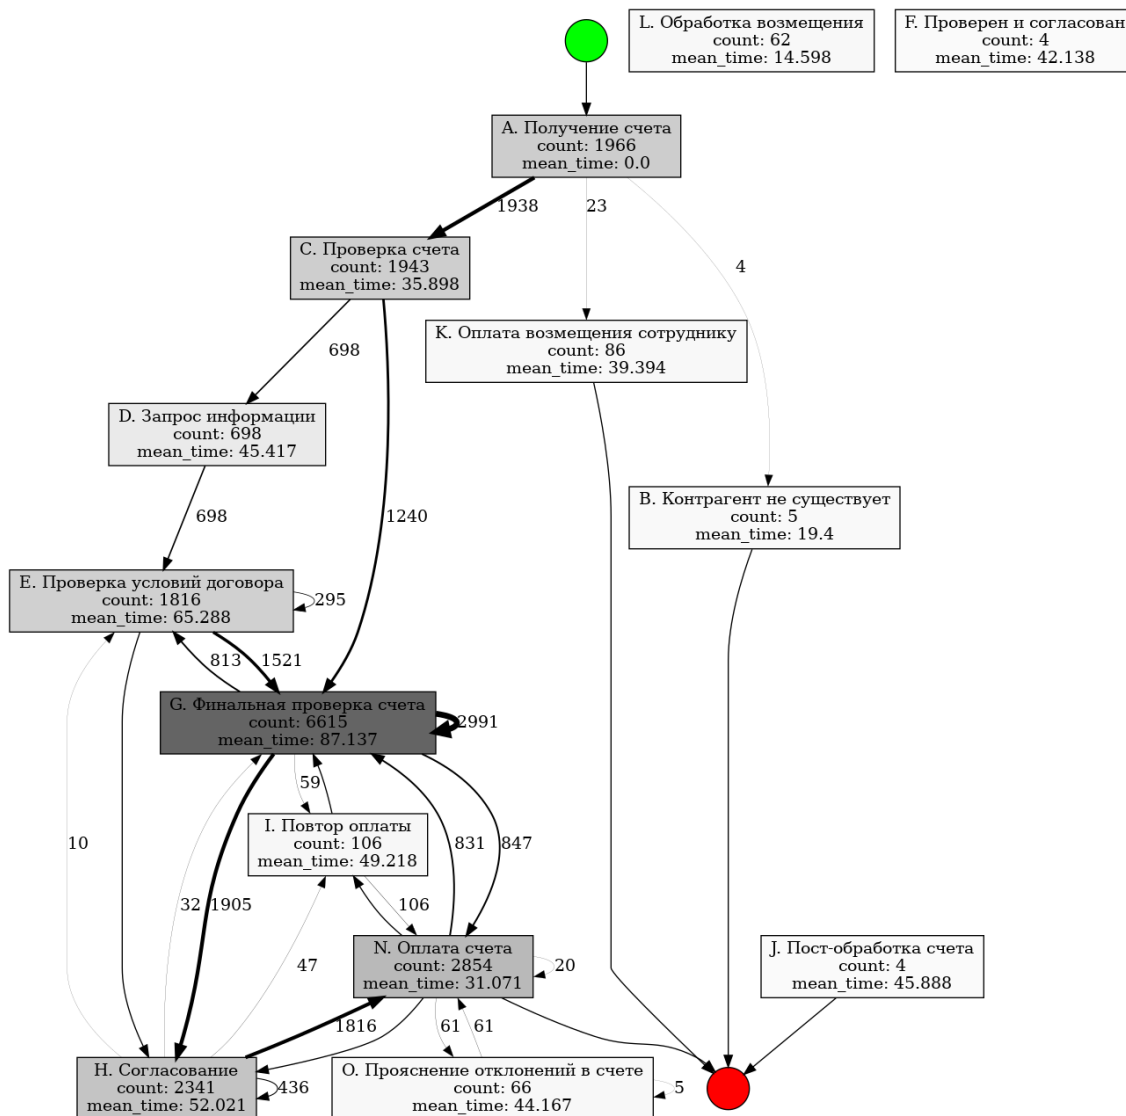 L. Обработка возмещения
count: 62
mean_time: 14.598
F. Проверен и согласован
count: 4
mean_time: 42.138
A. Получение счета
count: 1966
mean_time: 0.0
1938
23
4
C. Проверка счета
count: 1943
mean_time: 35.898
K. Оплата возмещения сотруднику
count: 86
mean_time: 39.394
698
D. Запрос информации
count: 698
mean_time: 45.417
B. Контрагент не существует
count: 5
mean_time: 19.4
698
1240
E. Проверка условий договора
count: 1816
mean_time: 65.288
295
813
1521
G. Финальная проверка счета
count: 6615
mean_time: 87.137
2991
59
I. Повтор оплаты
count: 106
mean_time: 49.218
10
831
847
32
1905
106
47
N. Оплата счета
count: 2854
mean_time: 31.071
20
J. Пост-обработка счета
count: 4
mean_time: 45.888
1816
61
61
H. Согласование
count: 2341
mean_time: 52.021
436
O. Прояснение отклонений в счете
count: 66
mean_time: 44.167
5